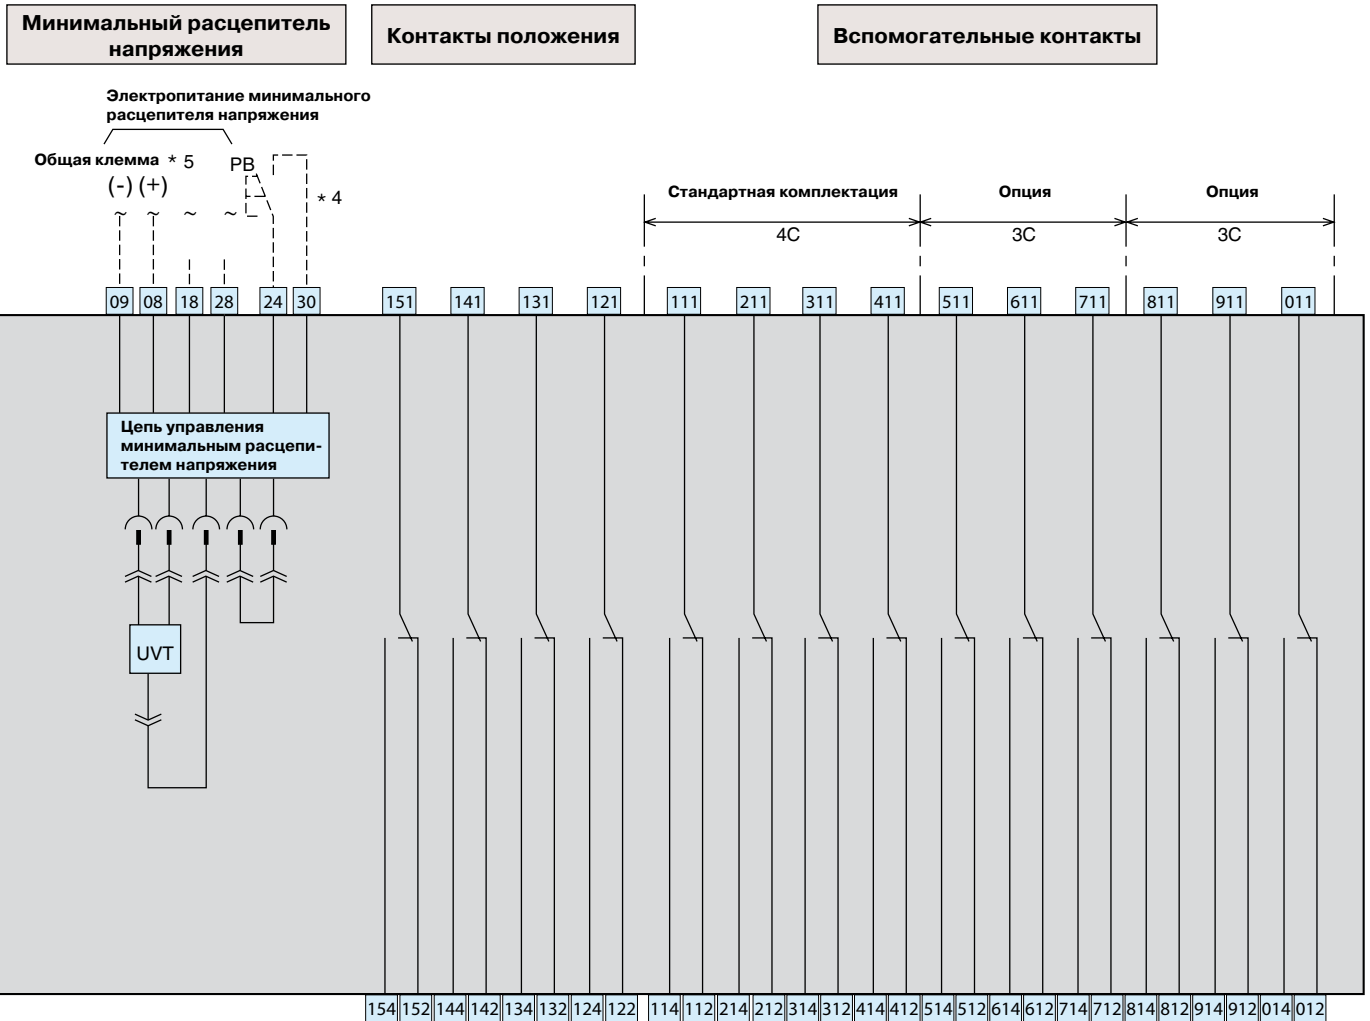 Минимальный расцепитель
напряжения
Контакты положения
Вспомогательные контакты
Электропитание минимального
расцепителя напряжения
Общая клемма * 5
PB
(-) (+)
* 4
~ ~ ~ ~
Стандартная комплектация
Опция
Опция
4C
3C
3C
09 08 18 28 24 30 151 141 131 121 111 211 311 411 511 611 711 811 911 011
Цепь управления
минимальным расцепи-
телем напряжения
UVT
154 152 144 142 134 132 124 122 114 112 214 212 314 312 414 412 514 512 614 612 714 712 814 812 914 912 014 012